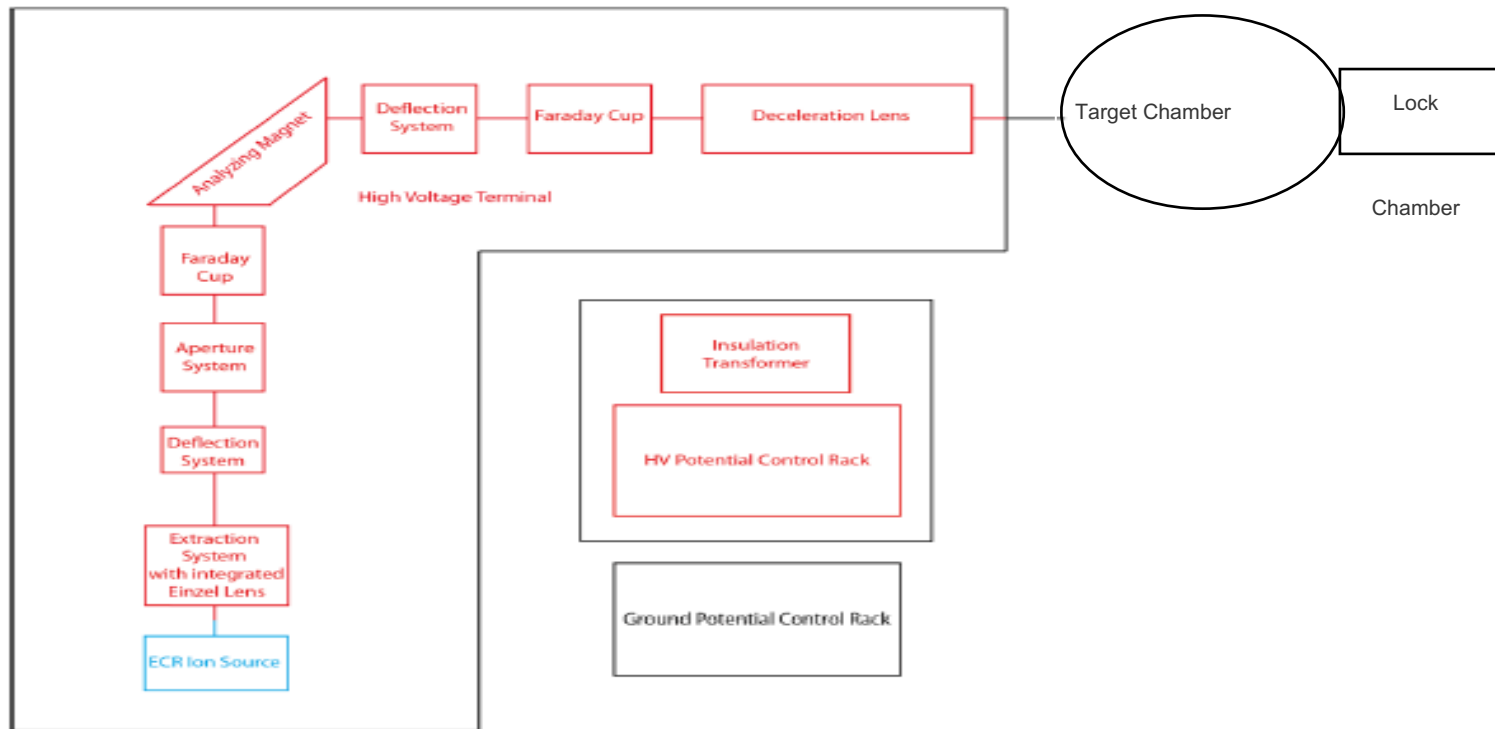 Deflection
System
Faraday Cup
Deceleration Lens
Target Chamber
Lock
Analyzing Magnet
High Voltage Terminal
Chamber
Faraday
Cup
Aperture
System
Insulation
Transformer
Deflection
System
HV Potential Control Rack
Extraction
System
with integrated
Einzel Lens
Ground Potential Control Rack
ECR Ion Source